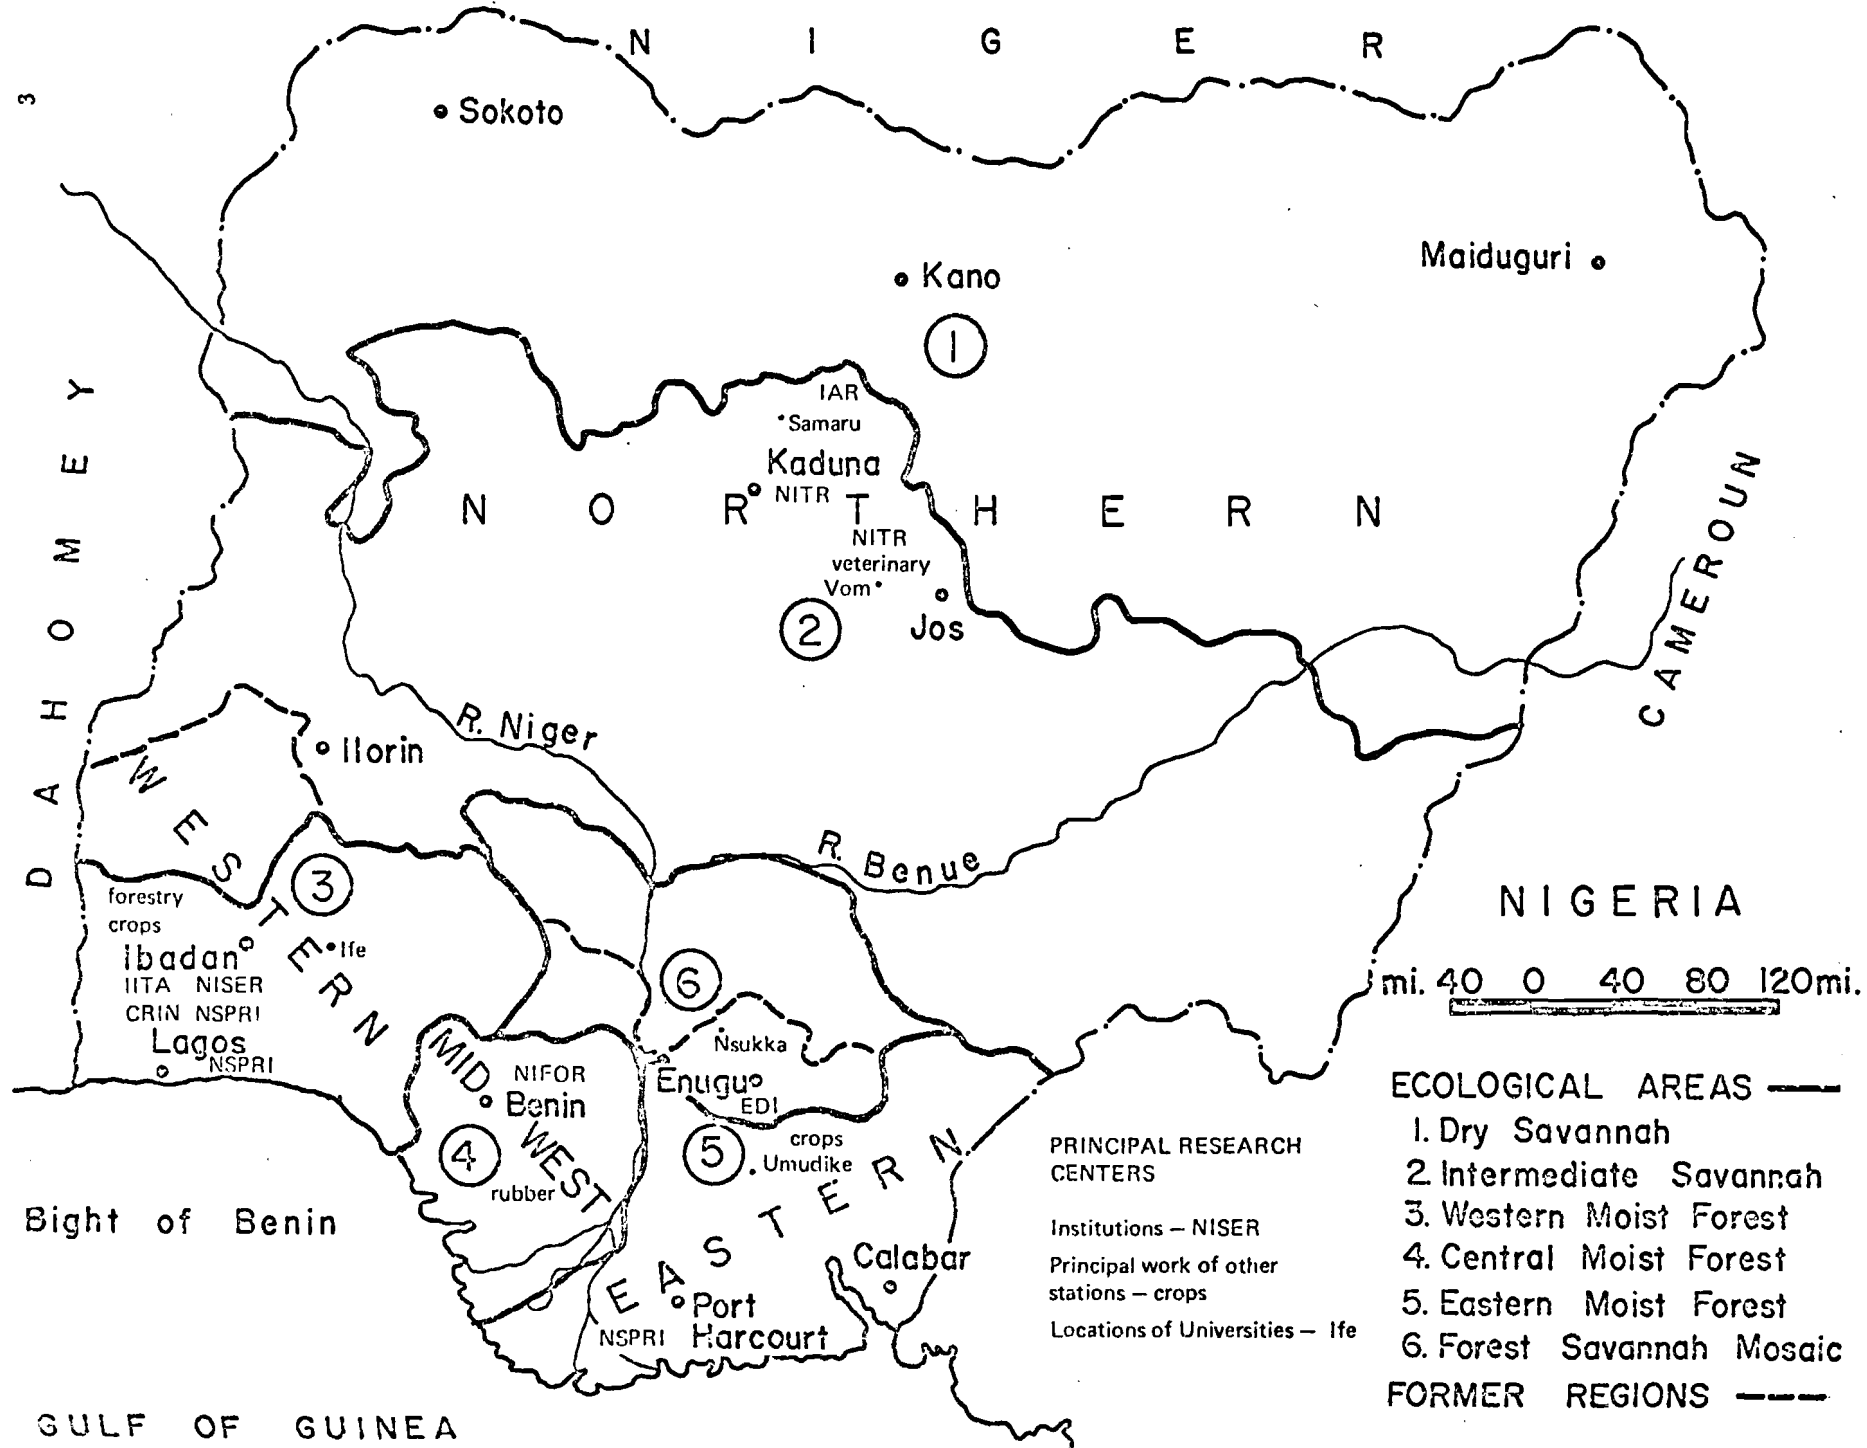 N I G E R
3
Sokoto
Kano
Maiduguri
1
IAR
Samaru
Kaduna
NITR
N O R T H E R N
NITR
veterinary
Vom
Jos
2
DAHOMEY
CAMEROUN
R. Niger
Ilorin
R. Benue
WESTERN
3
forestry
crops
Ibadan
Ife
IITA NISER
CRIN NSPRI
Lagos
NSPRI
6
Nsukka
Enugu
EDI
MID WEST
NIFOR
Benin
4
rubber
5
crops
Umudike
EASTERN
Calabar
Port
Harcourt
NSPRI
Bight of Benin
GULF OF GUINEA
NIGERIA
mi. 40 0 40 80 120mi.
PRINCIPAL RESEARCH
CENTERS
Institutions – NISER
Principal work of other
stations – crops
Locations of Universities – Ife
ECOLOGICAL AREAS
1. Dry Savannah
2. Intermediate Savannah
3. Western Moist Forest
4. Central Moist Forest
5. Eastern Moist Forest
6. Forest Savannah Mosaic
FORMER REGIONS